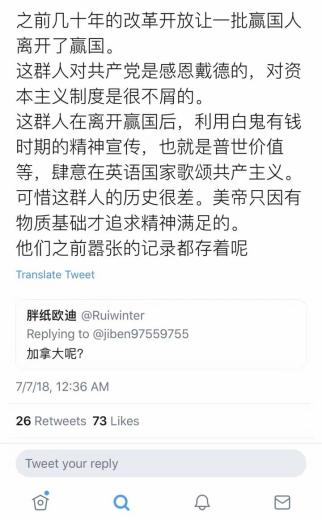 之前几十年的改革开放让一批赢国人
离开了赢国。
这群人对共产党是感恩戴德的，对资
本主义制度是很不屑的。
这群人在离开赢国后，利用白鬼有钱
时期的精神宣传，也就是普世价值
等，肆意在英语国家歌颂共产主义。
可惜这群人的历史很差。美帝只因有
物质基础才追求精神满足的。
他们之前嚣张的记录都存着呢
Translate Tweet
胖纸欧迪 @Ruiwinter
Replying to @jiben97559755
加拿大呢?
7/7/18, 12:36 AM
26 Retweets 73 Likes
Tweet your reply